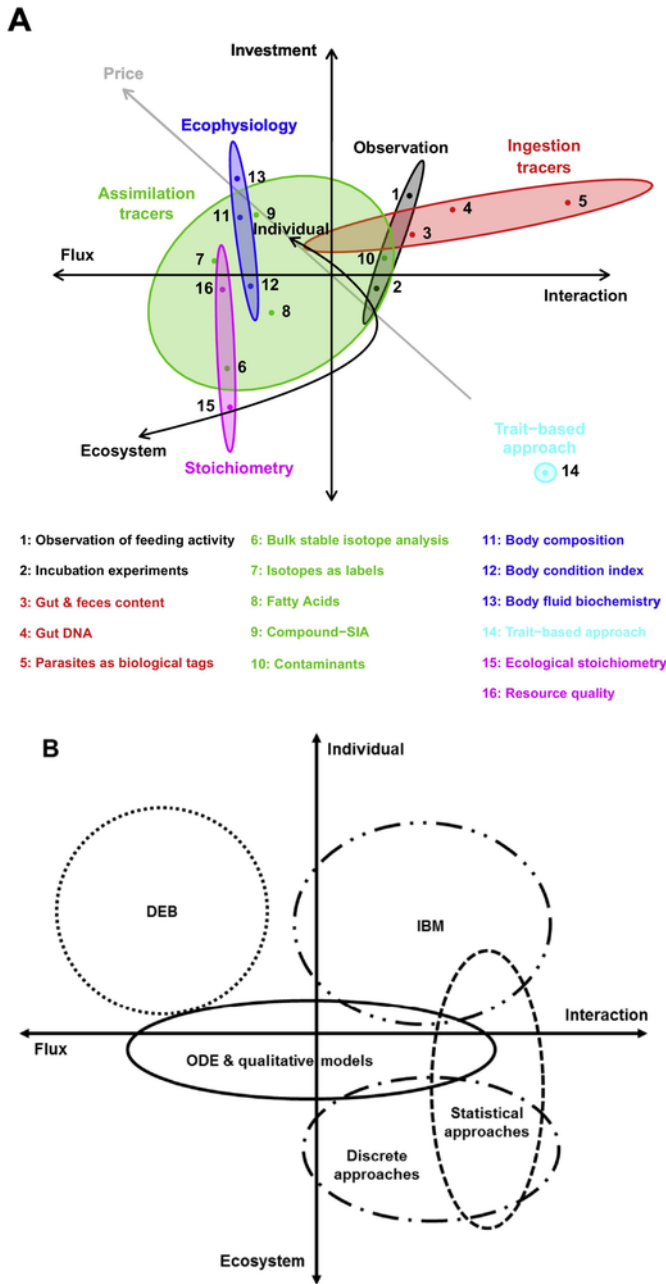 A
Investment
Price
Ecophysiology
Observation
Ingestion
tracers
13
Assimilation
tracers
1
4
5
11
9
Individual
3
10
Flux
7
Interaction
16
12
2
8
6
15
Ecosystem
Stoichiometry
Trait−based
approach
14
1: Observation of feeding activity
2: Incubation experiments
3: Gut & feces content
4: Gut DNA
5: Parasites as biological tags
6: Bulk stable isotope analysis
7: Isotopes as labels
8: Fatty Acids
9: Compound−SIA
10: Contaminants
11: Body composition
12: Body condition index
13: Body fluid biochemistry
14: Trait−based approach
15: Ecological stoichiometry
16: Resource quality
B
Individual
DEB
IBM
Interaction
Flux
ODE & qualitative models
Statistical
approaches
Discrete
approaches
Ecosystem